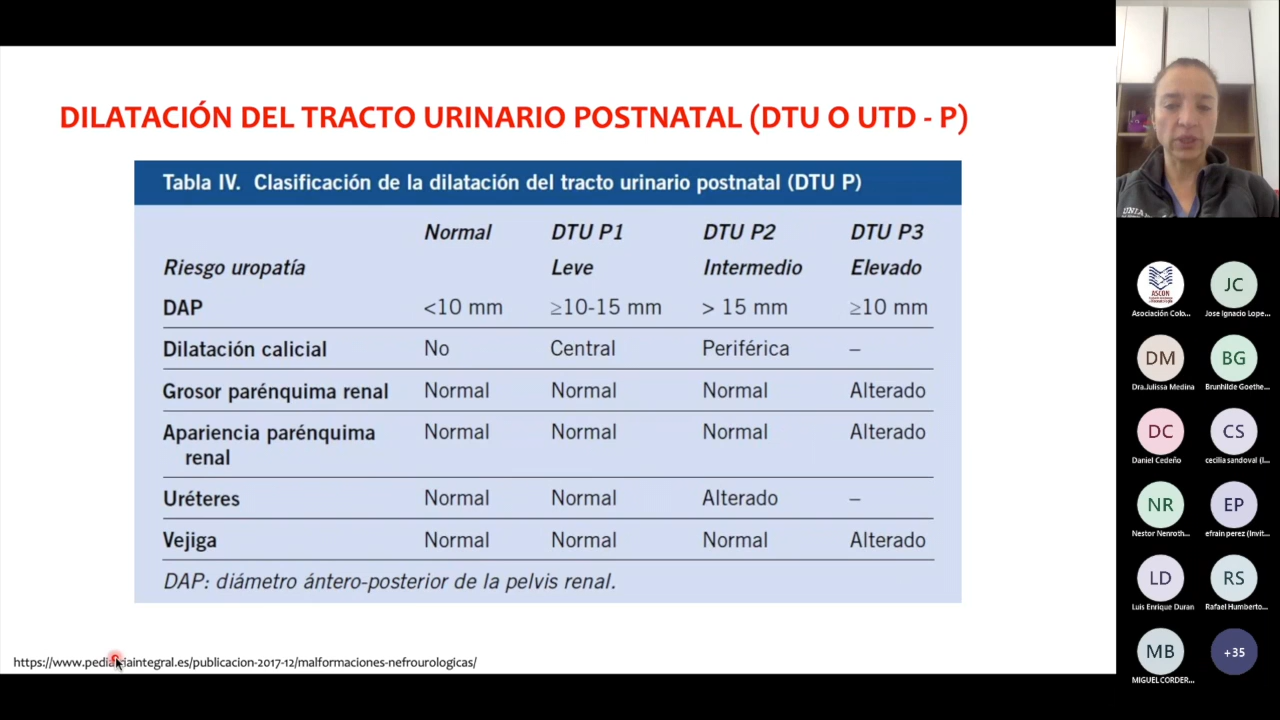 DILATACIÓN DEL TRACTO URINARIO POSTNATAL (DTU O UTD - P)
Tabla IV. Clasificación de la dilatación del tracto urinario postnatal (DTU P)
Normal DTU P1 DTU P2 DTU P3
Riesgo uropatía Leve Intermedio Elevado
DAP <10 mm ≥10-15 mm > 15 mm ≥10 mm
Dilatación calicial No Central Periférica –
Grosor parénquima renal Normal Normal Normal Alterado
Apariencia parénquima Normal Normal Normal Alterado
renal
Uréteres Normal Normal Alterado –
Vejiga Normal Normal Normal Alterado
DAP: diámetro ántero-posterior de la pelvis renal.
https://www.pediatriaintegral.es/publicacion-2017-12/malformaciones-nefrourologicas/
ASCON JC
Asociación Colo... Jose Ignacio Lope...
DM BG
Dra.Julissa Medina Brunhilde Goethe...
DC CS
Daniel Cedeño cecilia sandoval (I...
NR EP
Nestor Nenroth... efrain perez (Invit...
LD RS
Luis Enrique Duran Rafael Humberto...
MB +35
MIGUEL CORDER...